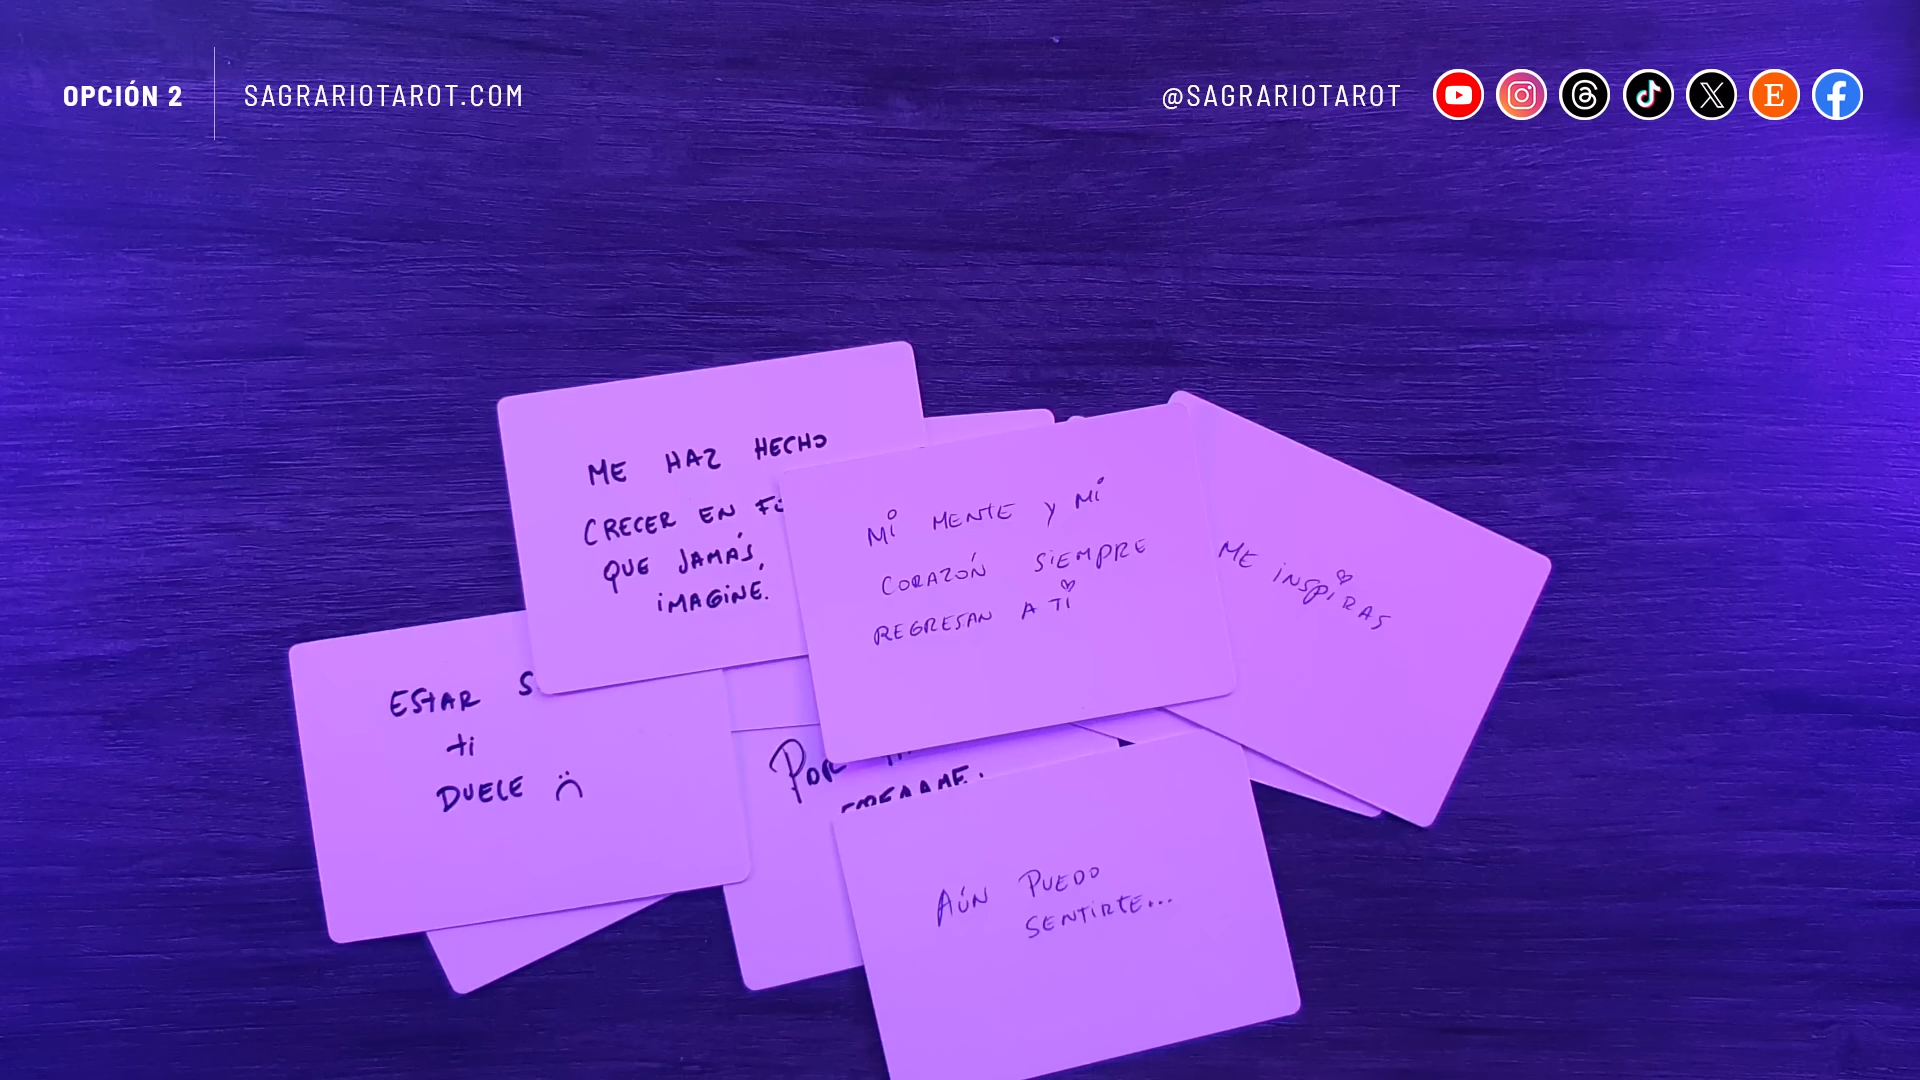 OPCIÓN 2
SAGRARIOTAROT.COM
@SAGRARIOTAROT
ME HAZ HECHO
CRECER EN
QUE JAMÁS,
IMAGINE.
MI MENTE Y MI
CORAZÓN SIEMPRE
REGRESAN A TI
ME INSPIRAS
ESTAR S
ti
DUELE
POR
AÚN PUEDO
SENTIRTE...